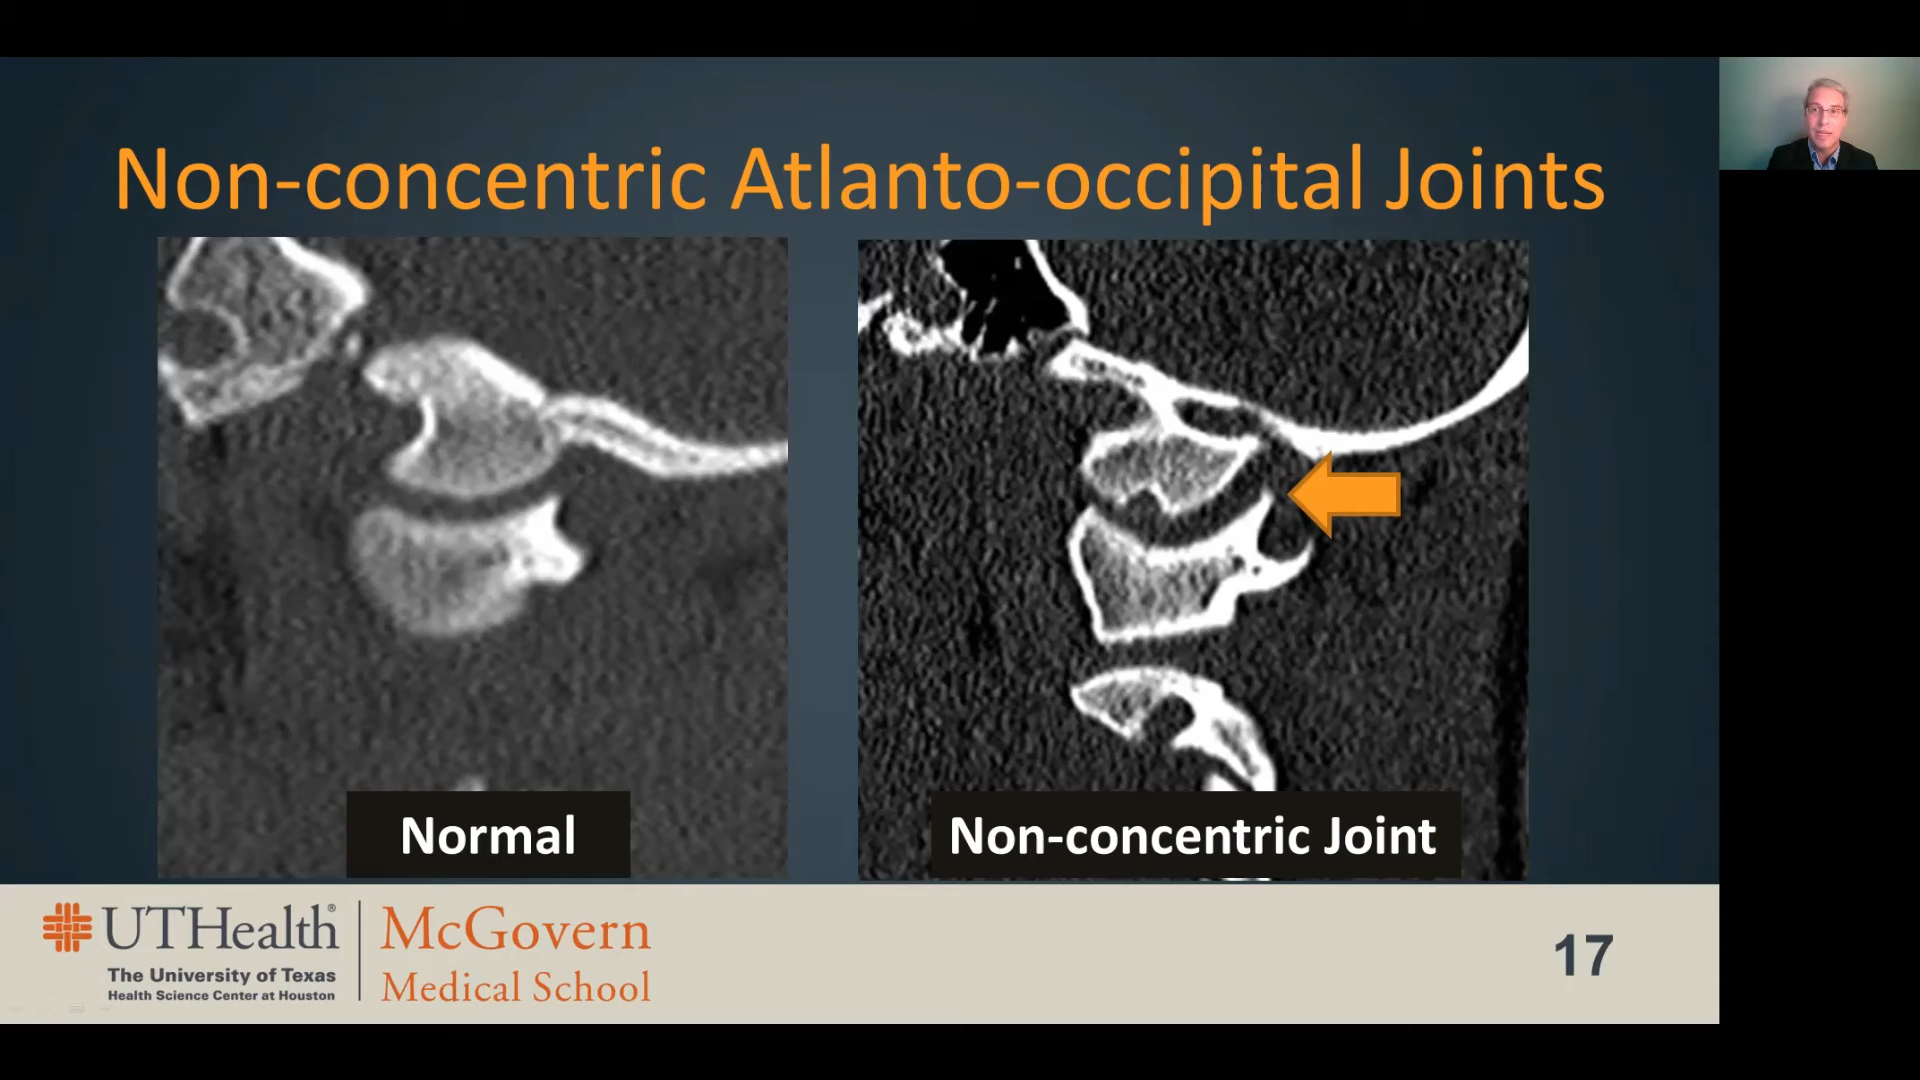 Non-concentric Atlanto-occipital Joints
Normal
Non-concentric Joint
UTHealth®
The University of Texas
Health Science Center at Houston
McGovern
Medical School
17